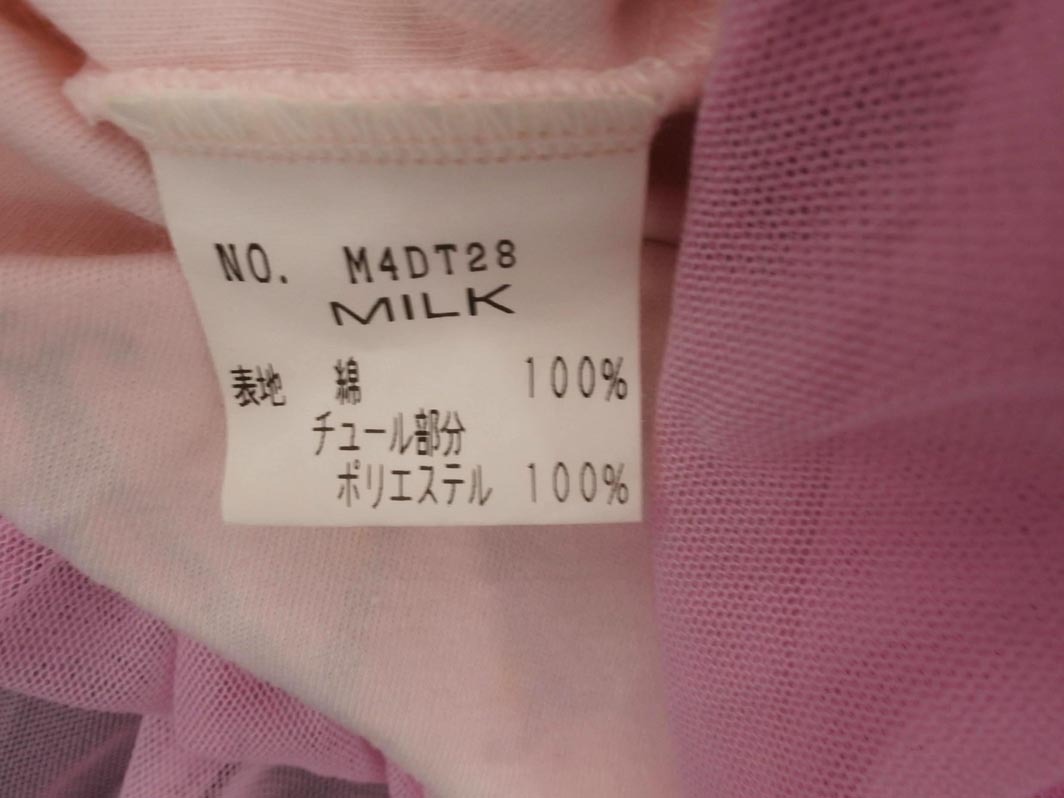 NO. M4DT28
MILK
表地 綿 100%
チュール部分
ポリエステル 100%